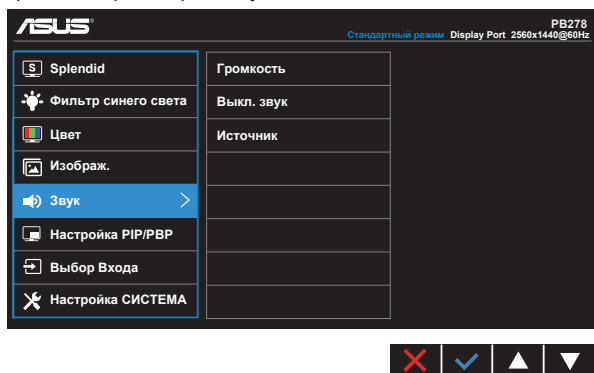 ASUS
PB278
Стандартный режим Display Port 2560x1440@60Hz
S Splendid
Фильтр синего света
Цвет
Изображ.
Звук
Настройка PIP/PBP
Выбор Входа
Настройка СИСТЕМА
Громкость
Выкл. звук
Источник